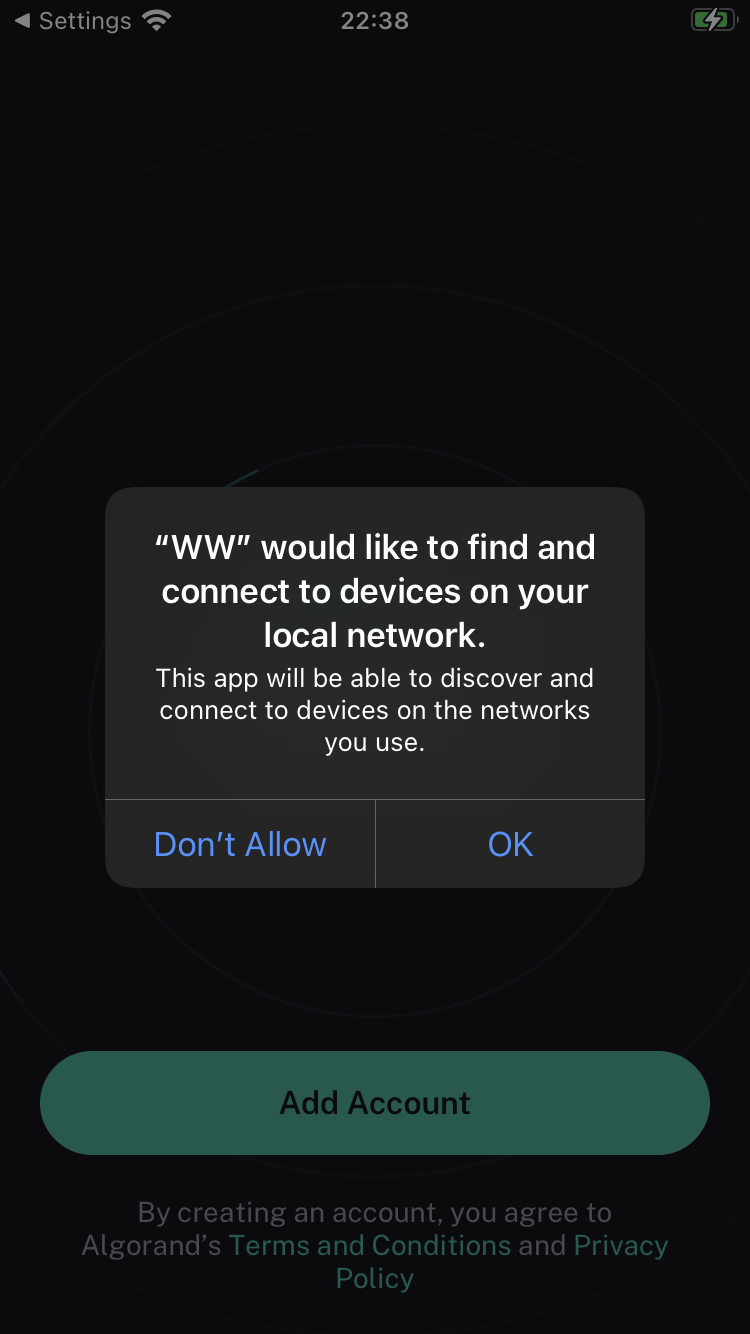 ◀ Settings 22:38
“WW” would like to find and
connect to devices on your
local network.
This app will be able to discover and
connect to devices on the networks
you use.
Don’t Allow OK
Add Account
By creating an account, you agree to
Algorand’s Terms and Conditions and Privacy
Policy